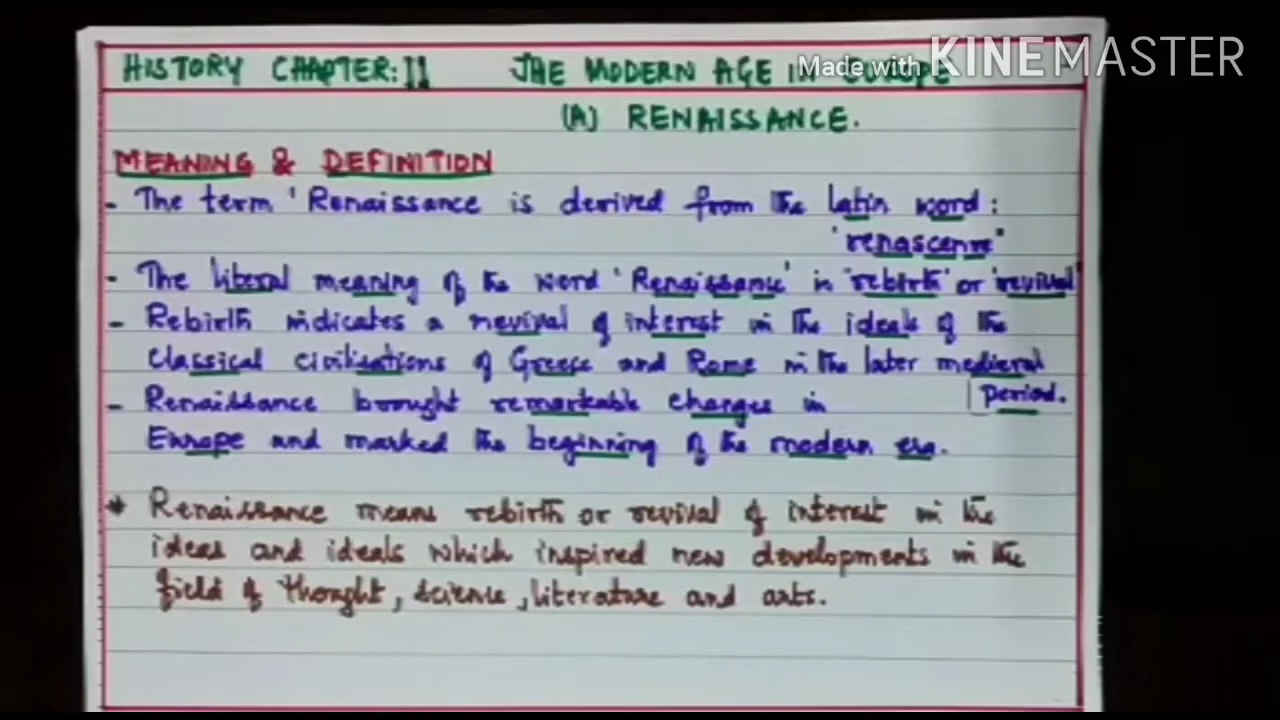 HISTORY CHAPTER: 11 THE MODERN AGE IN EUROPE
Made with KINEMASTER
(A) RENAISSANCE.
MEANING & DEFINITION
- The term 'Renaissance is derived from the latin word:
'renascenre'
- The liberal meaning of the word 'Renaissance' is 'rebirth' or 'revival'
- Rebirth indicates a revival of interest in the ideals of the
classical civilisations of Greece and Rome in the later medieval
period.
- Renaissance brought remarkable changes in
Europe and marked the beginning of the modern era.
* Renaissance means rebirth or revival of interest in the
ideas and ideals which inspired new developments in the
field of thought, science, literature and arts.